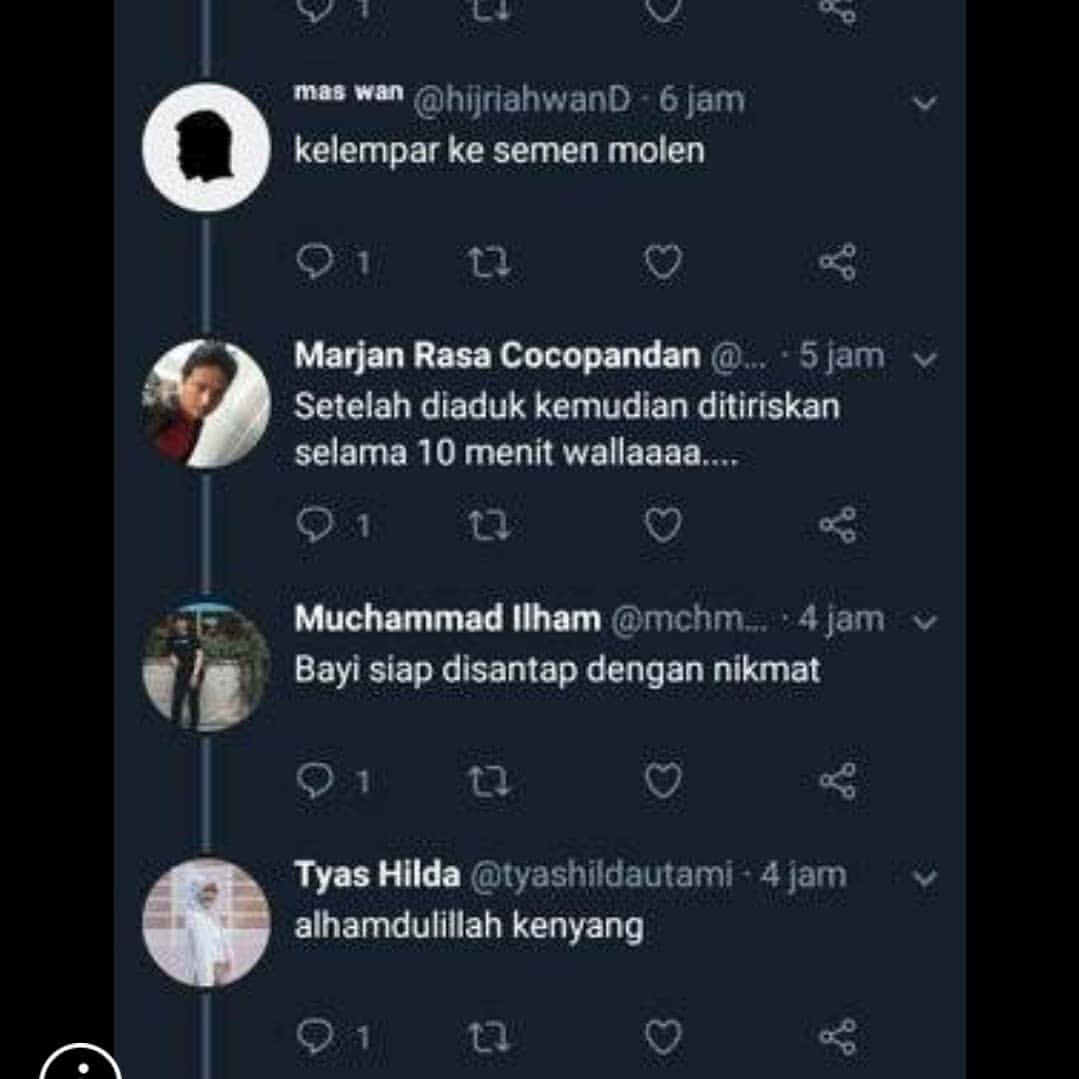 1
mas wan @hijriahwanD · 6 jam
kelempar ke semen molen
1
Marjan Rasa Cocopandan @... · 5 jam
Setelah diaduk kemudian ditiriskan
selama 10 menit wallaaaa....
1
Muchammad Ilham @mchm... · 4 jam
Bayi siap disantap dengan nikmat
1
Tyas Hilda @tyashildautami · 4 jam
alhamdulillah kenyang
1